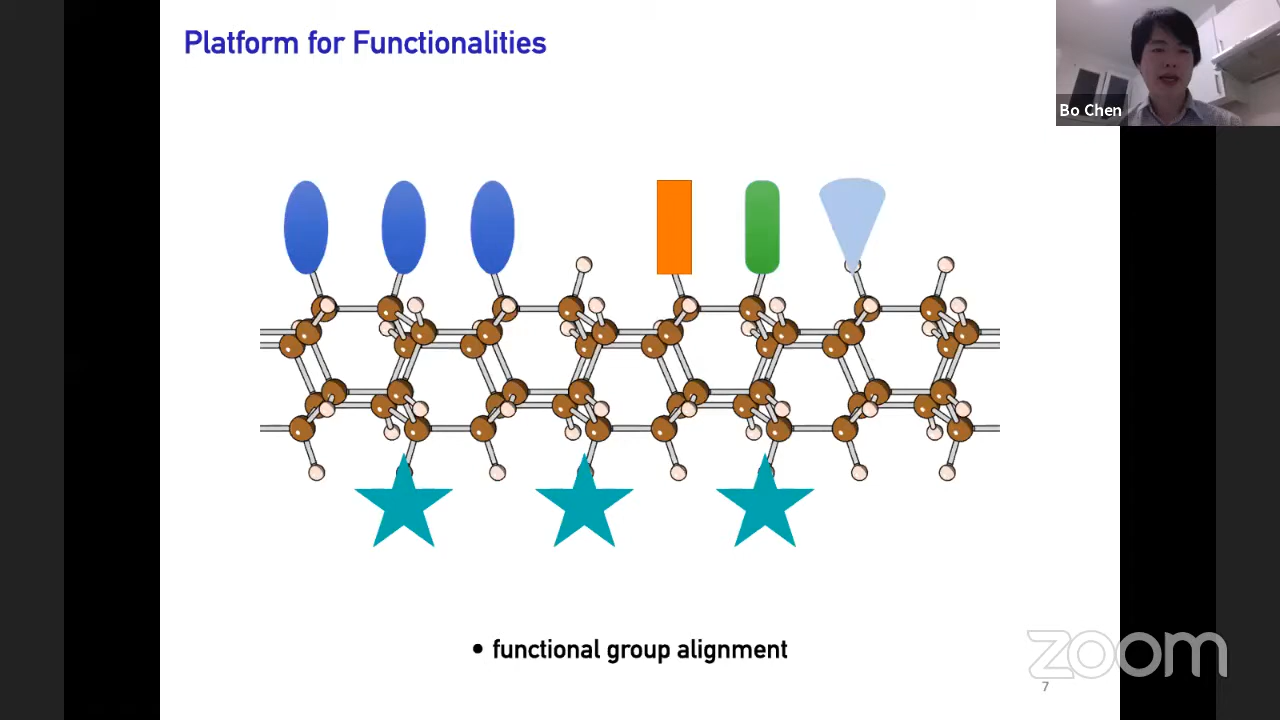 Platform for Functionalities
Bo Chen
• functional group alignment
zoom
7